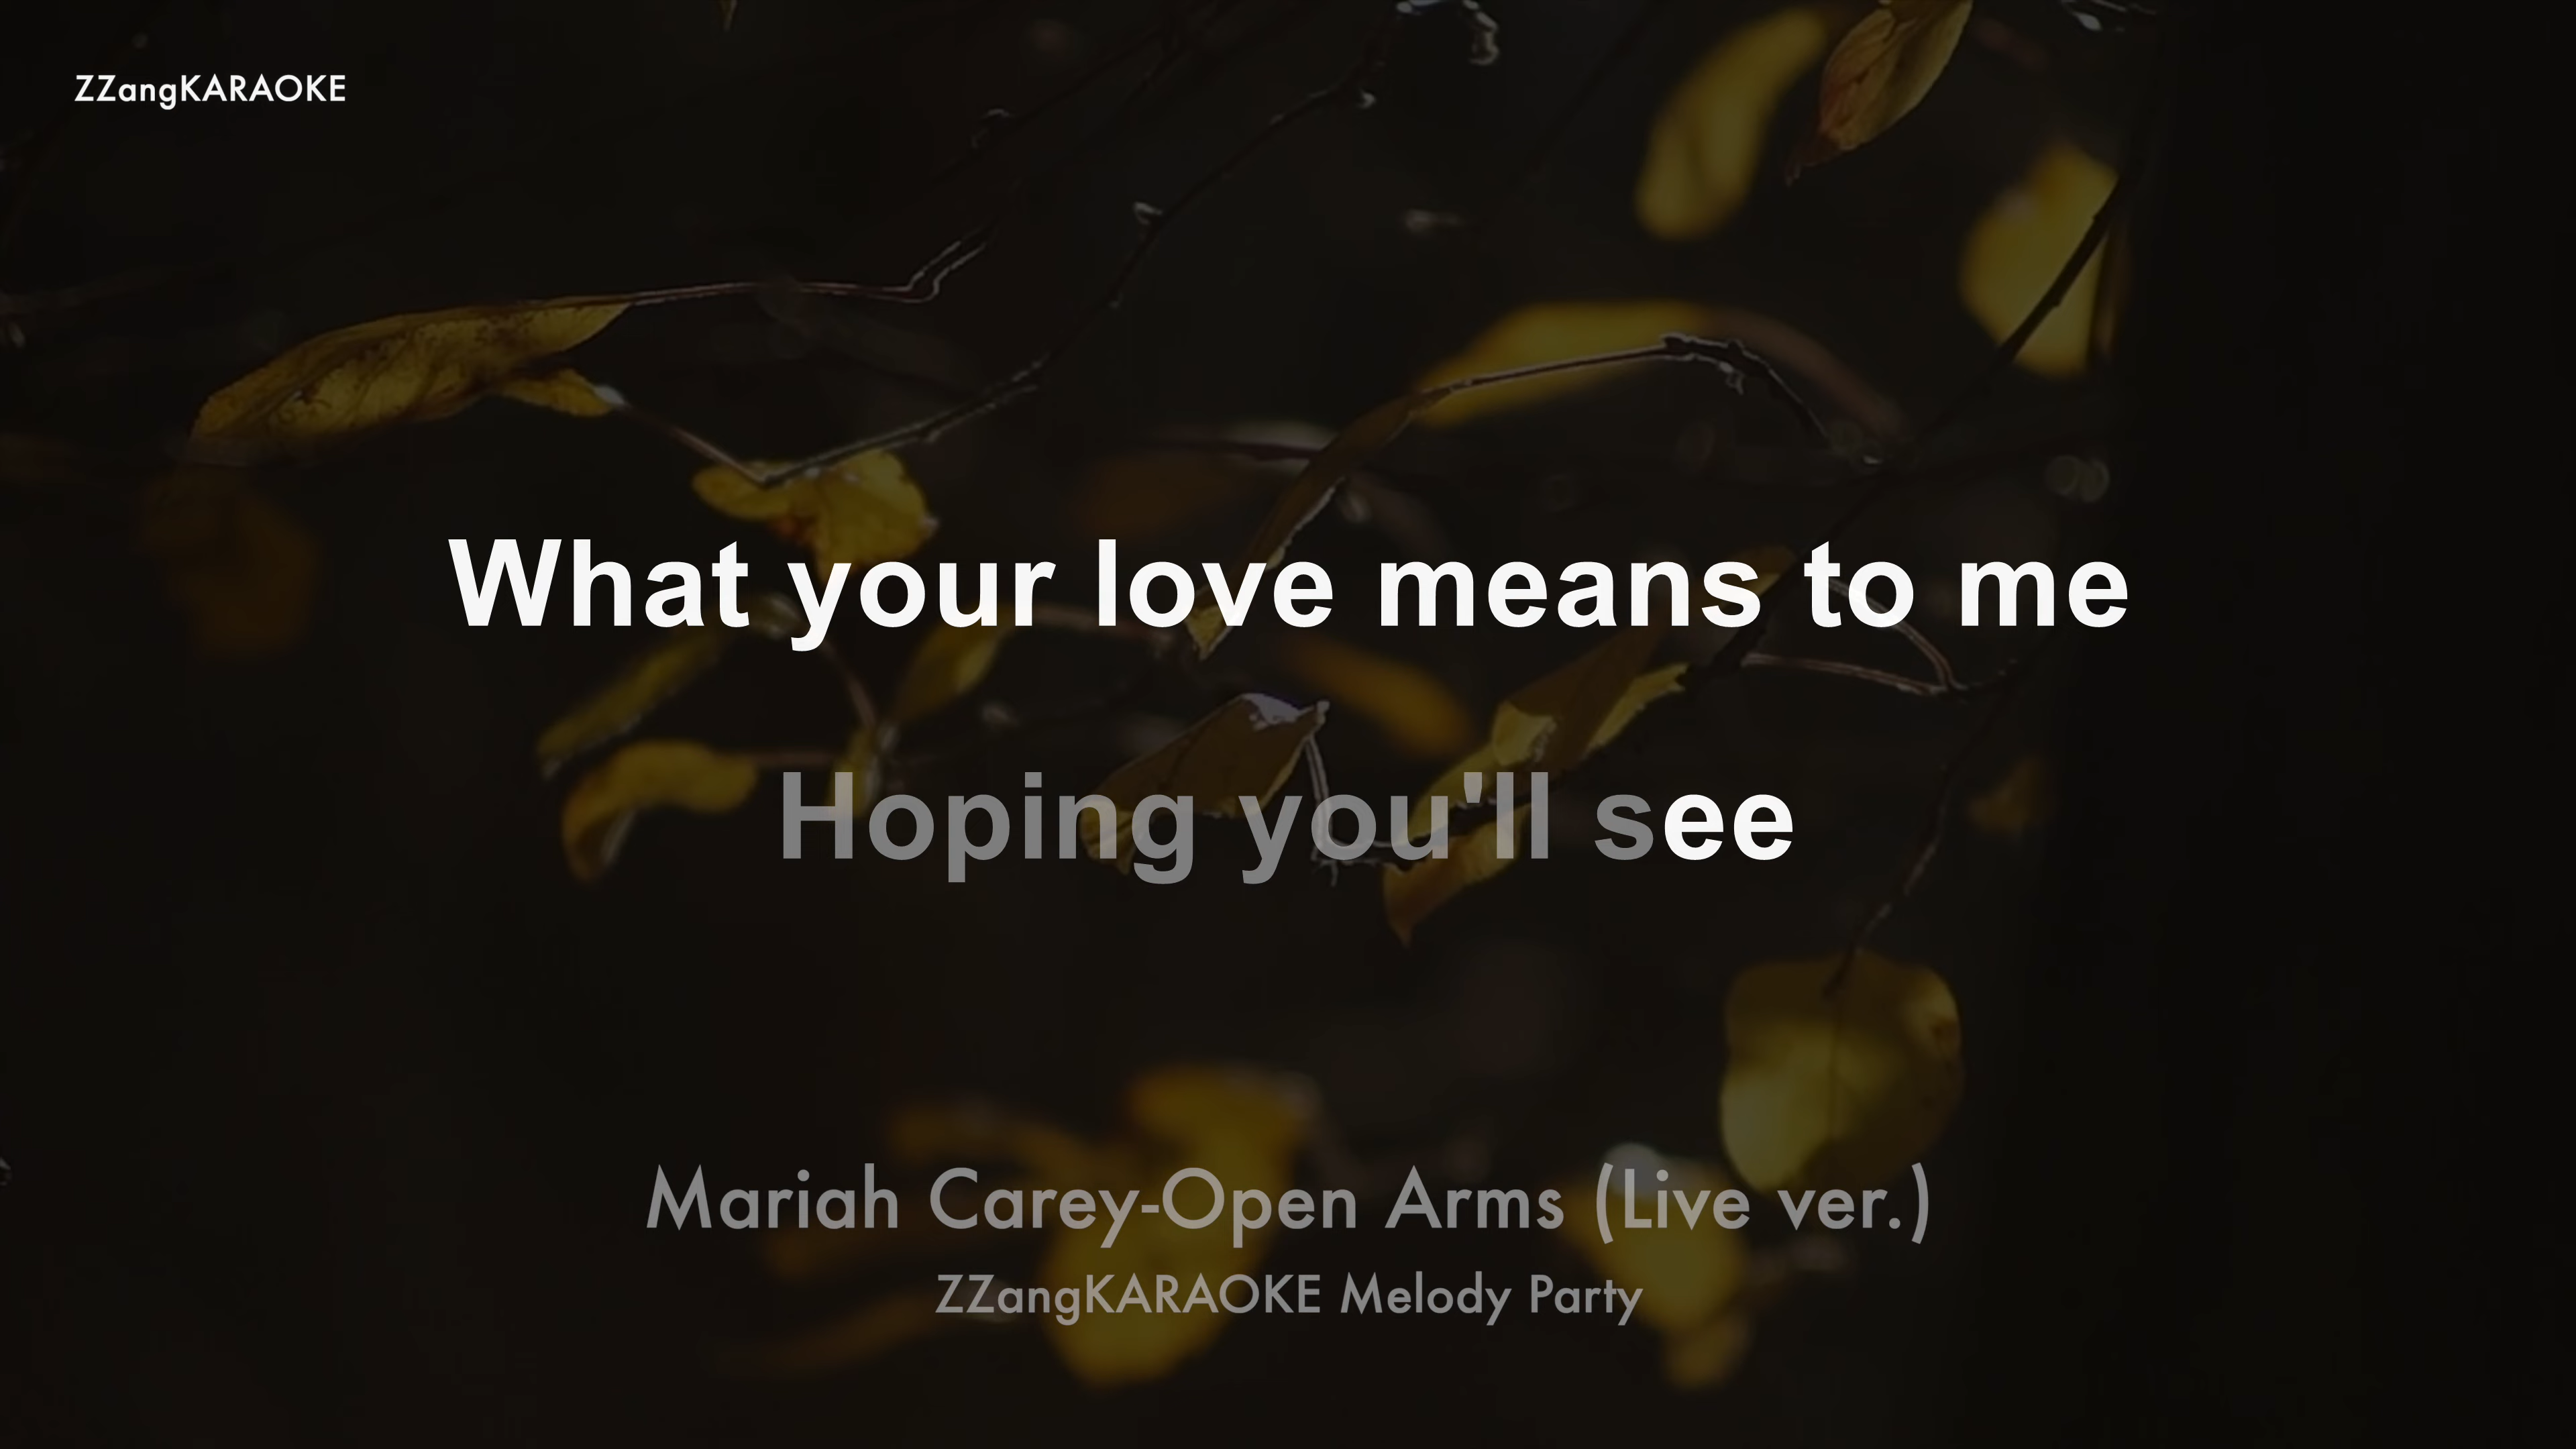 ZZangKARAOKE
What your love means to me
Hoping you'll see
Mariah Carey-Open Arms (Live ver.)
ZZangKARAOKE Melody Party